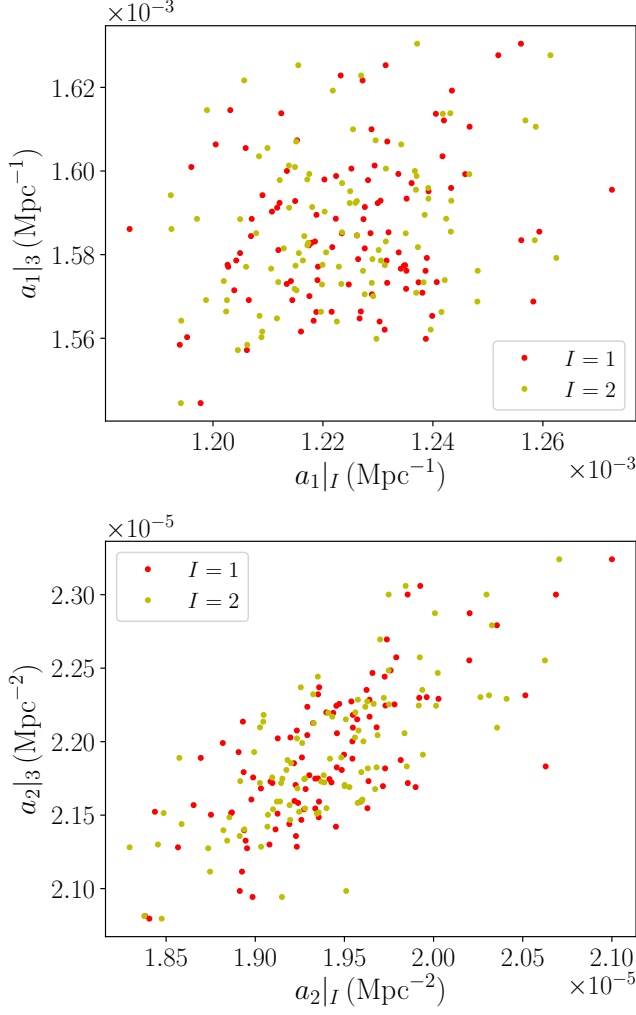 ×10⁻³
1.62
1.60
1.58
1.56
a₁|₃ (Mpc⁻¹)
I = 1
I = 2
1.20 1.22 1.24 1.26
×10⁻³
a₁|_I (Mpc⁻¹)
×10⁻⁵
I = 1
I = 2
2.30
2.25
2.20
2.15
2.10
a₂|₃ (Mpc⁻²)
1.85 1.90 1.95 2.00 2.05 2.10
×10⁻⁵
a₂|_I (Mpc⁻²)